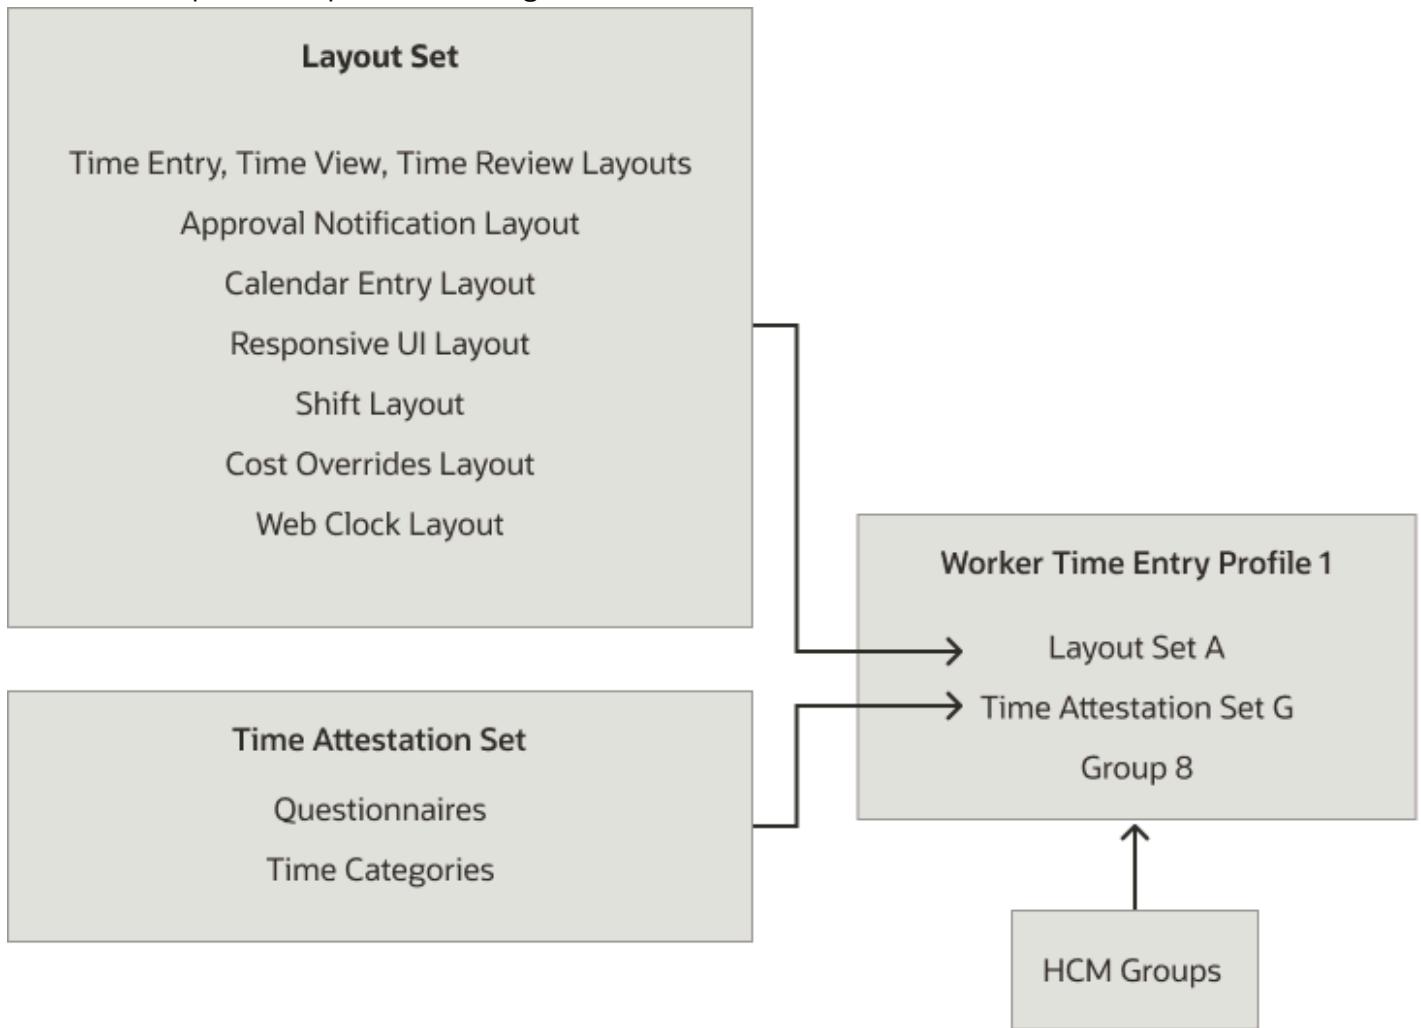 Layout Set
Time Entry, Time View, Time Review Layouts
Approval Notification Layout
Calendar Entry Layout
Responsive UI Layout
Shift Layout
Cost Overrides Layout
Web Clock Layout
Time Attestation Set
Questionnaires
Time Categories
Worker Time Entry Profile 1
Layout Set A
Time Attestation Set G
Group 8
HCM Groups